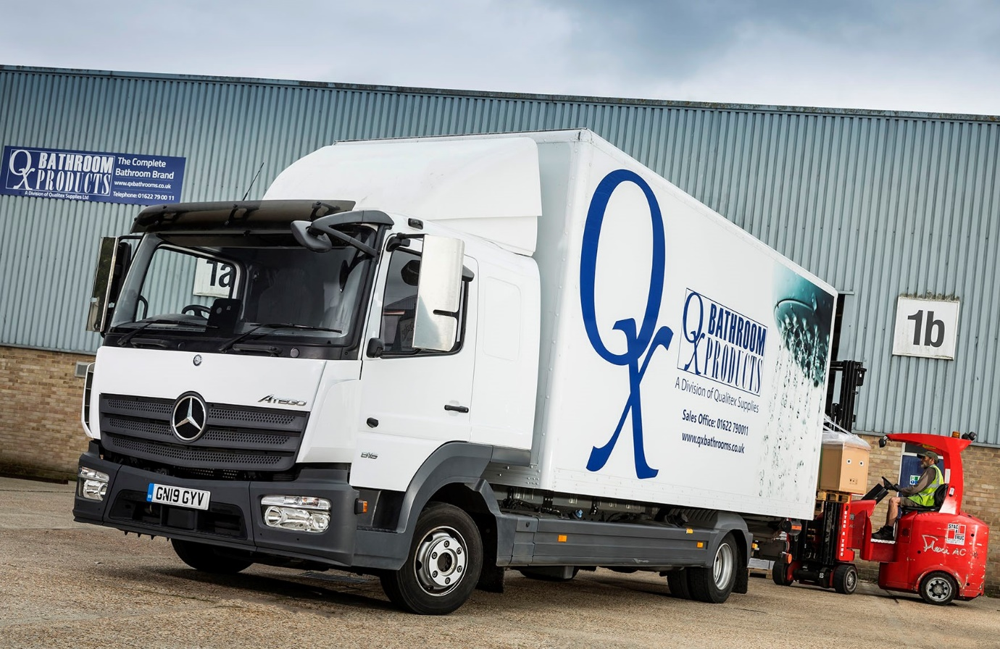 Qx BATHROOM
PRODUCTS
A Division of Qualitex Supplies Ltd
The Complete
Bathroom Brand
www.qxbathrooms.co.uk
Telephone: 01622 79 00 11
1a
ATEGO
816
GN19 GYV
Qx
Qx BATHROOM
PRODUCTS
A Division of Qualitex Supplies
Sales Office: 01622 790011
www.qxbathrooms.co.uk
1b
STAG A TRUC
Flexi AC